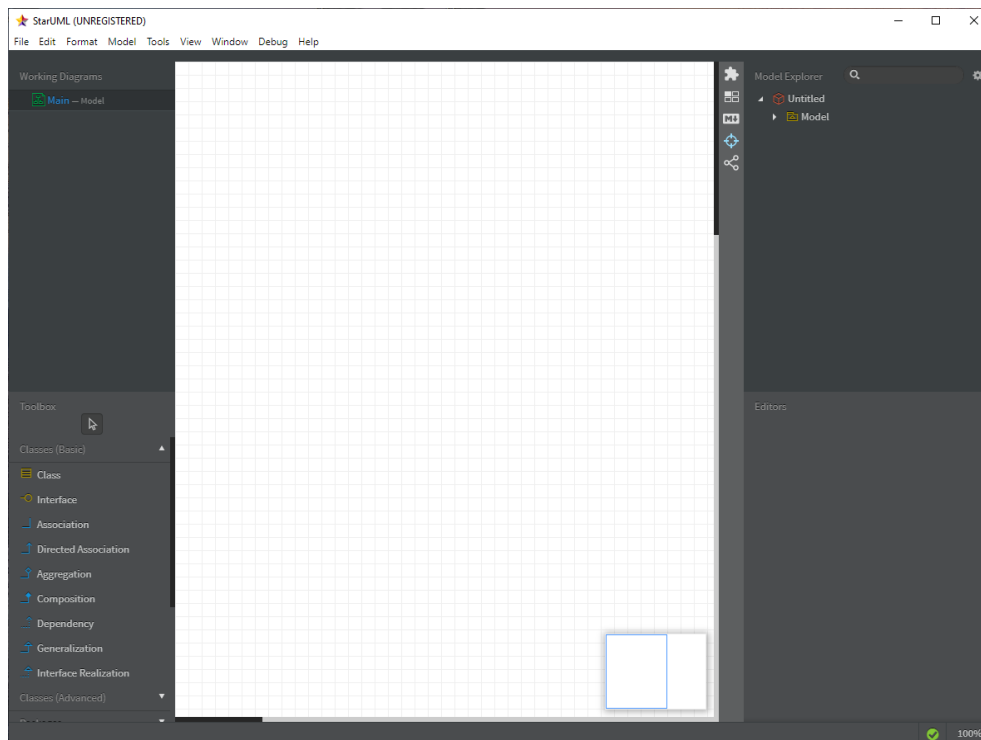 StarUML (UNREGISTERED)
File Edit Format Model Tools View Window Debug Help
Working Diagrams
Main — Model
Toolbox
Classes (Basic)
Class
Interface
Association
Directed Association
Aggregation
Composition
Dependency
Generalization
Interface Realization
Classes (Advanced)
M
Model Explorer
Untitled
Model
Editors
100%